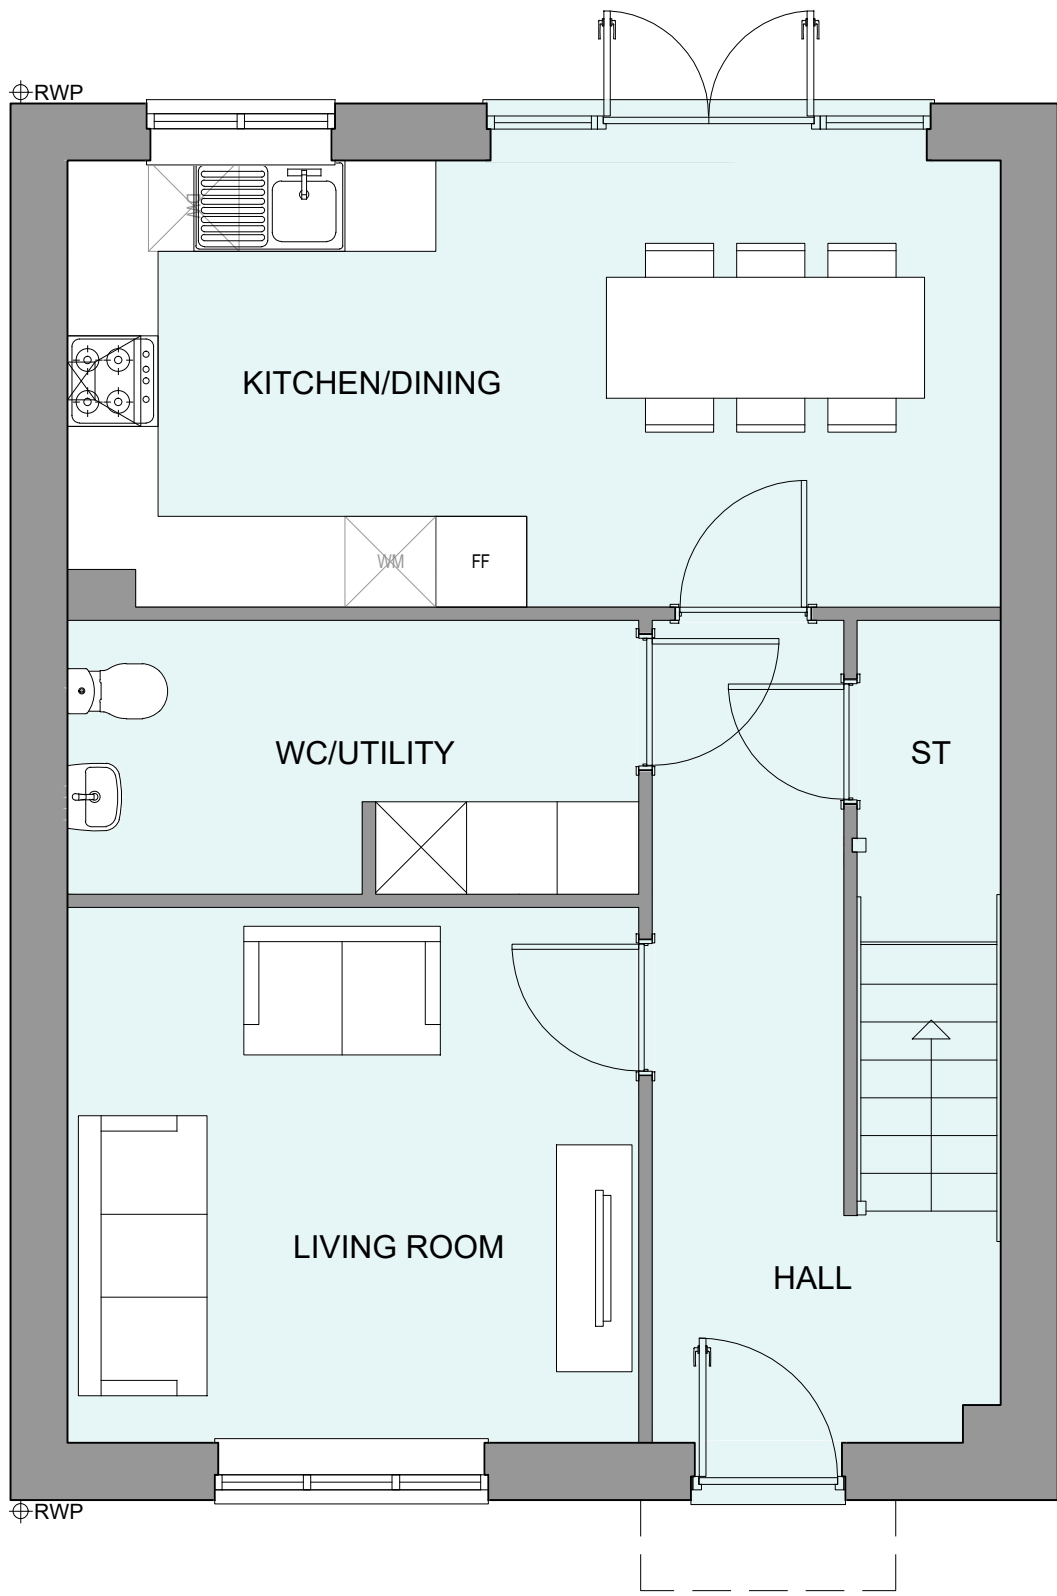 RWP
KITCHEN/DINING
WM
FF
WC/UTILITY
ST
LIVING ROOM
HALL
RWP